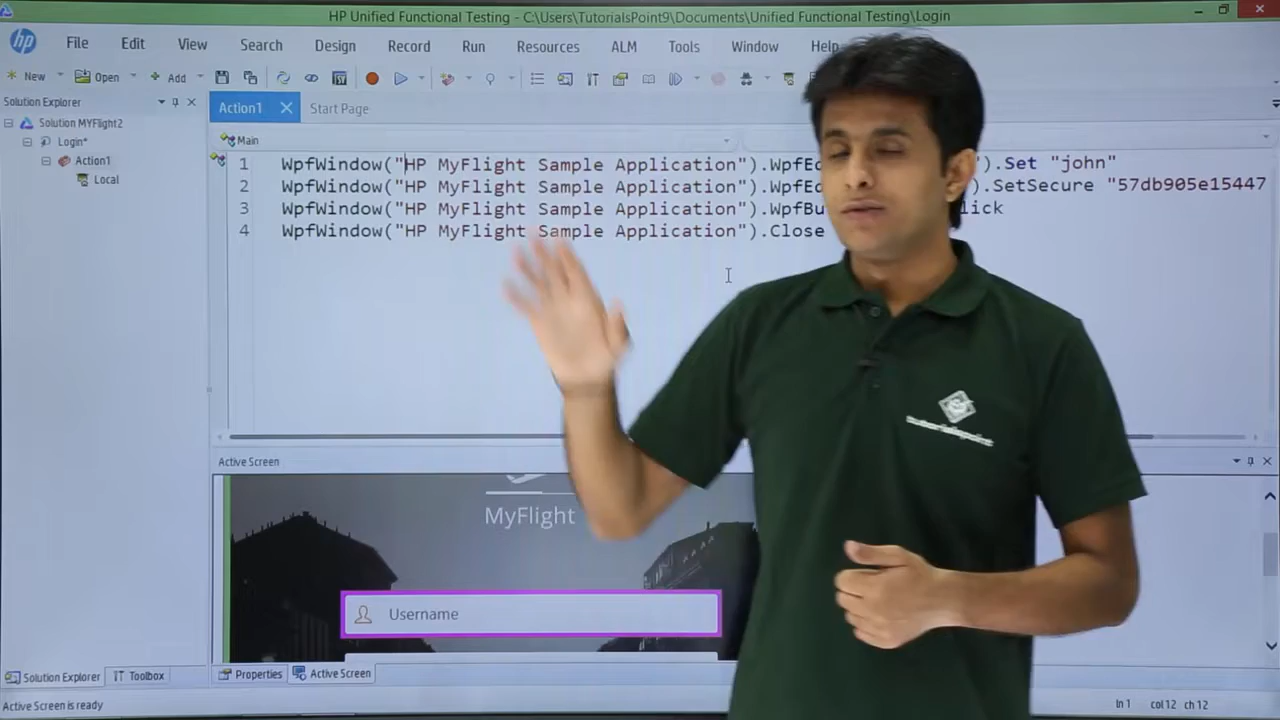 HP Unified Functional Testing - C:\Users\TutorialsPoint9\Documents\Unified Functional Testing\Login
hp File Edit View Search Design Record Run Resources ALM Tools Window Help
New Open Add
Solution Explorer
Action1 Start Page
Solution MYFlight2
Login*
Action1
Local
Main
1 WpfWindow("HP MyFlight Sample Application").WpfEd ).Set "john"
2 WpfWindow("HP MyFlight Sample Application").WpfEd ).SetSecure "57db905e15447
3 WpfWindow("HP MyFlight Sample Application").WpfBu lick
4 WpfWindow("HP MyFlight Sample Application").Close
Active Screen
MyFlight
Username
Solution Explorer Toolbox Properties Active Screen
Active Screen is ready ln 1 col 12 ch 12